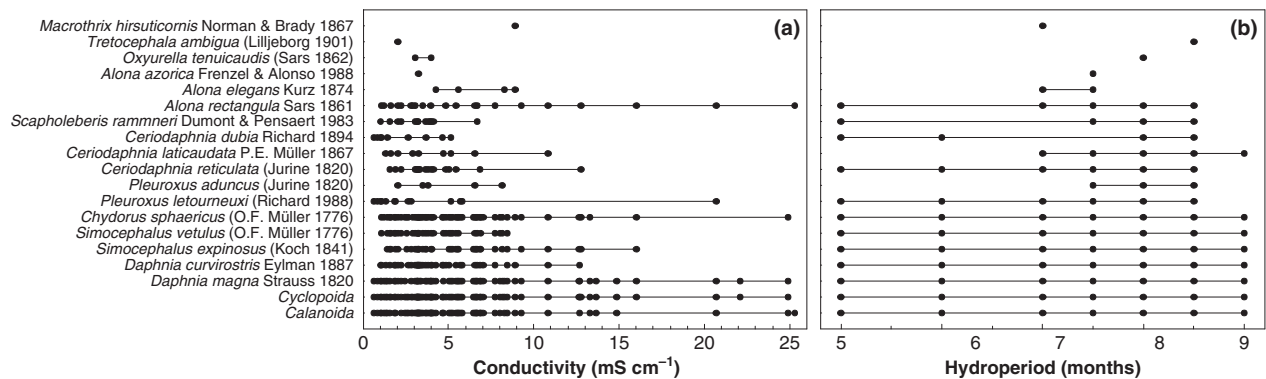 (a)
(b)
Macrothrix hirsuticornis Norman & Brady 1867
Tretocephala ambigua (Lilljeborg 1901)
Oxyurella tenuicaudis (Sars 1862)
Alona azorica Frenzel & Alonso 1988
Alona elegans Kurz 1874
Alona rectangula Sars 1861
Scapholeberis rammneri Dumont & Pensaert 1983
Ceriodaphnia dubia Richard 1894
Ceriodaphnia laticaudata P.E. Müller 1867
Ceriodaphnia reticulata (Jurine 1820)
Pleuroxus aduncus (Jurine 1820)
Pleuroxus letourneuxi (Richard 1988)
Chydorus sphaericus (O.F. Müller 1776)
Simocephalus vetulus (O.F. Müller 1776)
Simocephalus expinosus (Koch 1841)
Daphnia curvirostris Eylman 1887
Daphnia magna Strauss 1820
Cyclopoida
Calanoida
0 5 10 15 20 25
5 6 7 8 9
Conductivity (mS cm⁻¹)
Hydroperiod (months)